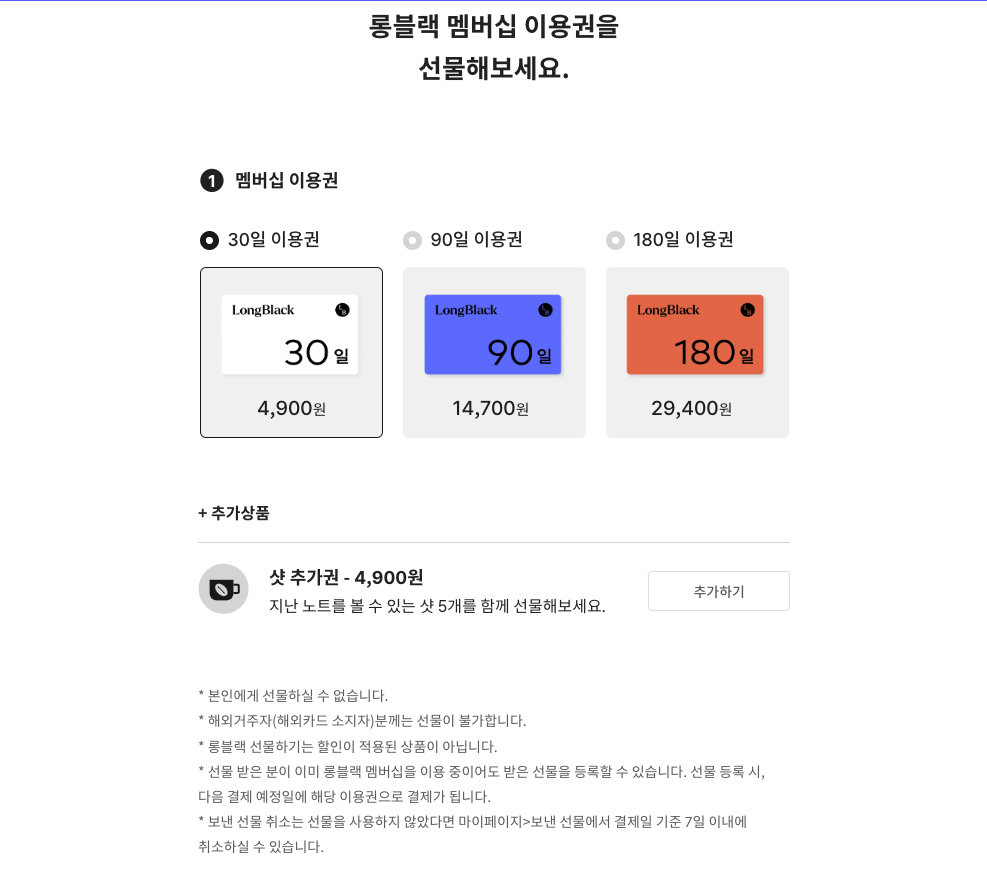 롱블랙 멤버십 이용권을
선물해보세요.
1 멤버십 이용권
30일 이용권
90일 이용권
180일 이용권
LongBlack
30 일
4,900원
LongBlack
90 일
14,700원
LongBlack
180 일
29,400원
+ 추가상품
샷 추가권 - 4,900원
지난 노트를 볼 수 있는 샷 5개를 함께 선물해보세요.
추가하기
* 본인에게 선물하실 수 없습니다.
* 해외거주자(해외카드 소지자)분께는 선물이 불가합니다.
* 롱블랙 선물하기는 할인이 적용된 상품이 아닙니다.
* 선물 받은 분이 이미 롱블랙 멤버십을 이용 중이어도 받은 선물을 등록할 수 있습니다. 선물 등록 시,
다음 결제 예정일에 해당 이용권으로 결제가 됩니다.
* 보낸 선물 취소는 선물을 사용하지 않았다면 마이페이지>보낸 선물에서 결제일 기준 7일 이내에
취소하실 수 있습니다.